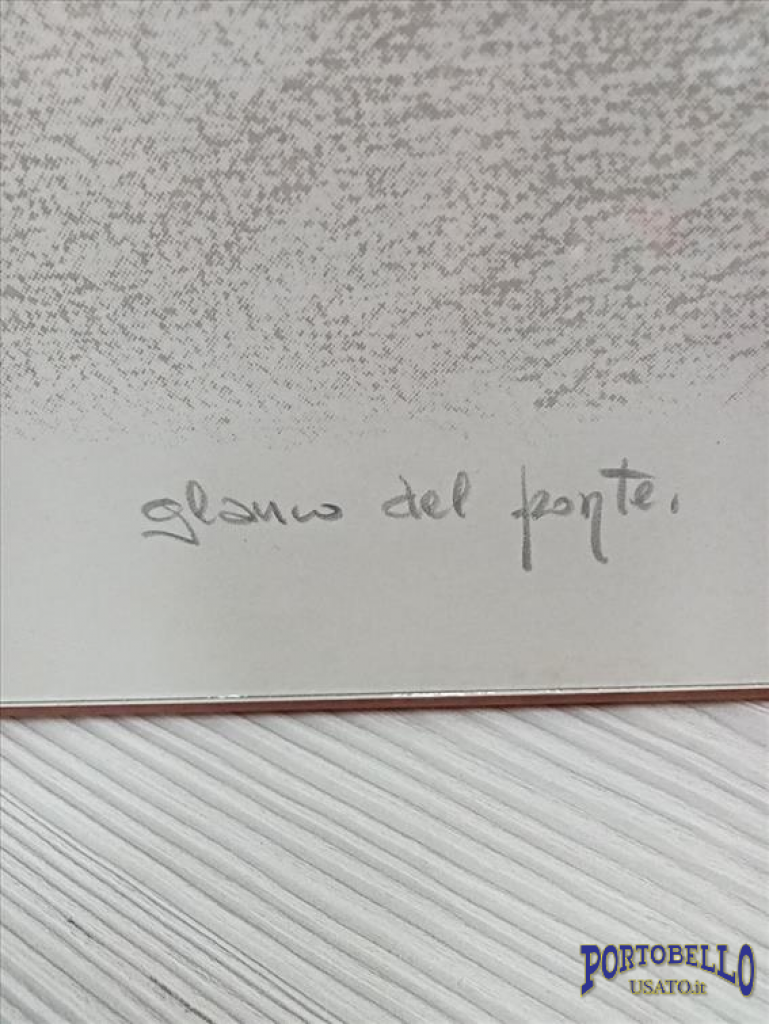 glauco del ponte.
PORTOBELLO
USATO.it